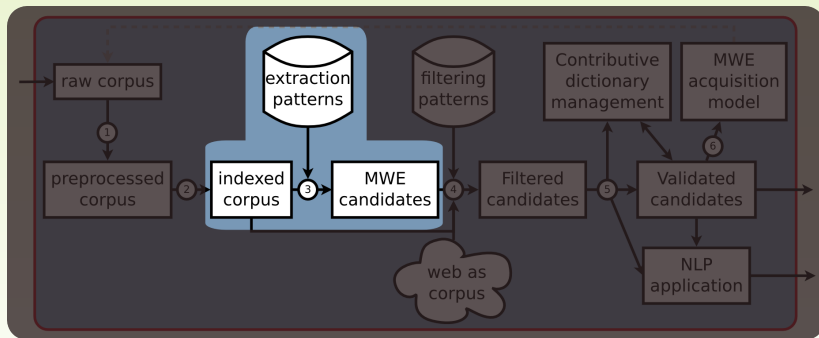 raw corpus
1
preprocessed
corpus
2
extraction
patterns
indexed
corpus
3
MWE
candidates
filtering
patterns
4
web as
corpus
Filtered
candidates
5
Contributive
dictionary
management
MWE
acquisition
model
6
Validated
candidates
NLP
application